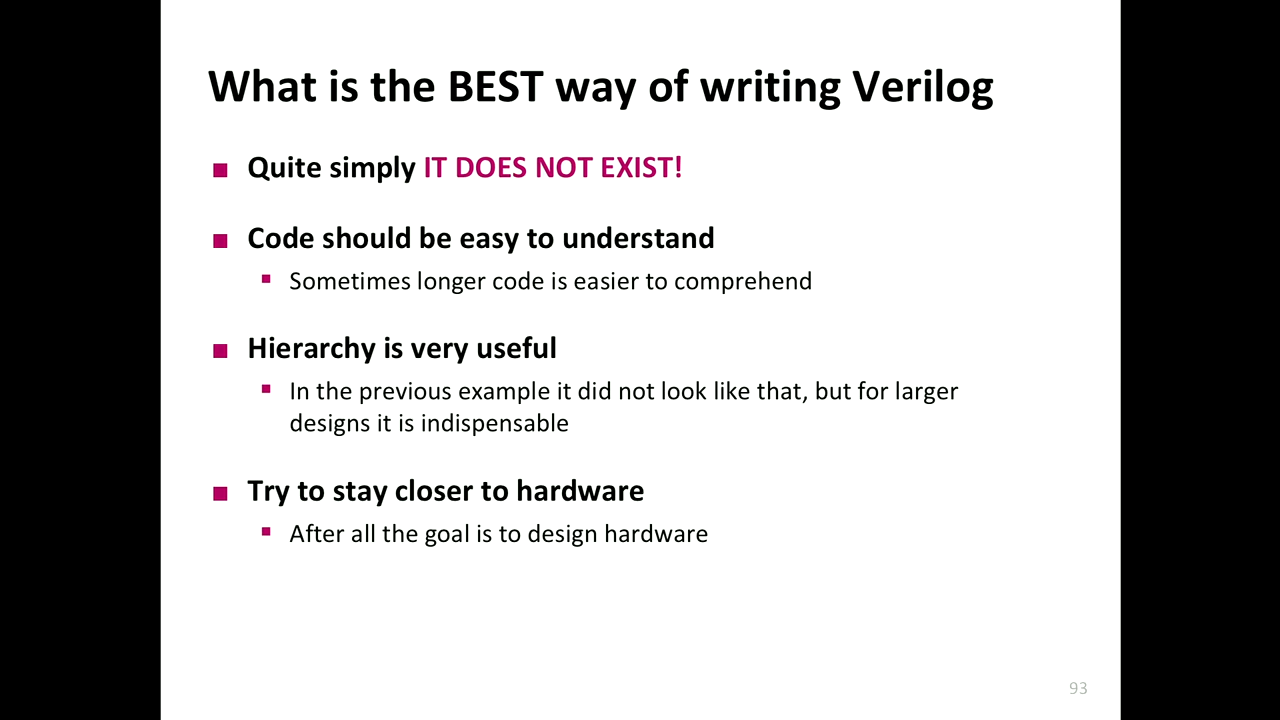 What is the BEST way of writing Verilog
Quite simply IT DOES NOT EXIST!
Code should be easy to understand
Sometimes longer code is easier to comprehend
Hierarchy is very useful
In the previous example it did not look like that, but for larger
designs it is indispensable
Try to stay closer to hardware
After all the goal is to design hardware
93